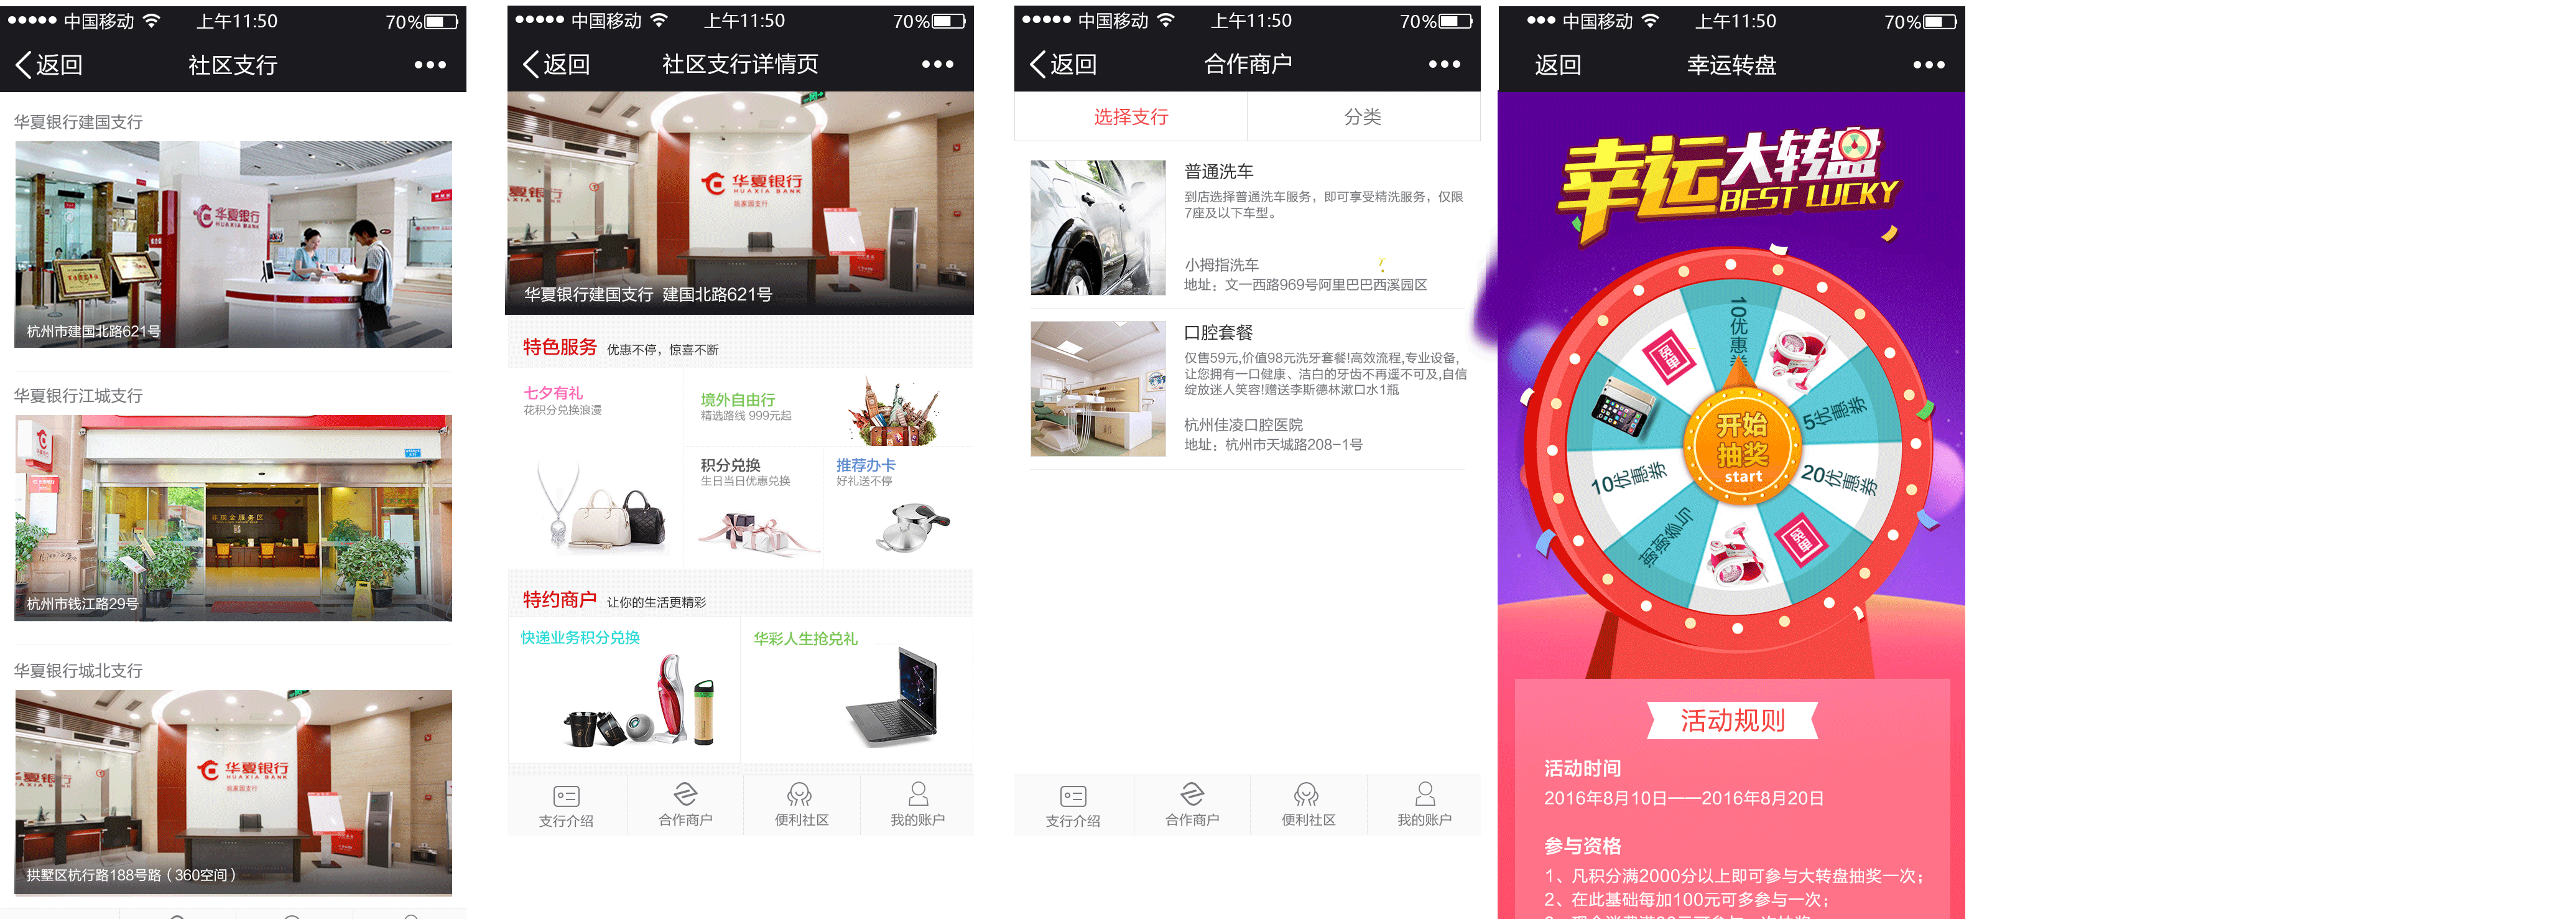 中国移动 上午11:50 70%
返回 社区支行
华夏银行建国支行
华夏银行
HUAXIA BANK
杭州市建国北路621号
华夏银行江城支行
杭州市钱江路29号
华夏银行城北支行
华夏银行
HUAXIA BANK
拱墅区杭行路188号路（360空间）
中国移动 上午11:50 70%
返回 社区支行详情页
华夏银行
HUAXIA BANK
华夏银行建国支行 建国北路621号
特色服务 优惠不停，惊喜不断
七夕有礼
花积分兑换浪漫
境外自由行
精选路线 999元起
积分兑换
生日当日优惠兑换
推荐办卡
好礼送不停
特约商户 让你的生活更精彩
快递业务积分兑换
华彩人生抢兑礼
支行介绍 合作商户 便利社区 我的账户
中国移动 上午11:50 70%
返回 合作商户
选择支行 分类
普通洗车
到店选择普通洗车服务，即可享受精洗服务，仅限
7座及以下车型。
小拇指洗车
地址：文一西路969号阿里巴巴西溪园区
口腔套餐
仅售59元,价值98元洗牙套餐!高效流程,专业设备,
让您拥有一口健康、洁白的牙齿不再遥不可及,自信
绽放迷人笑容!赠送李斯德林漱口水1瓶
杭州佳凌口腔医院
地址：杭州市天城路208-1号
支行介绍 合作商户 便利社区 我的账户
中国移动 上午11:50 70%
返回 幸运转盘
幸运大转盘
BEST LUCKY
10优惠券
免单
5优惠券
20优惠券
免单
谢谢参与
10优惠券
开始
抽奖
start
活动规则
活动时间
2016年8月10日——2016年8月20日
参与资格
1、凡积分满2000分以上即可参与大转盘抽奖一次；
2、在此基础每加100元可多参与一次；